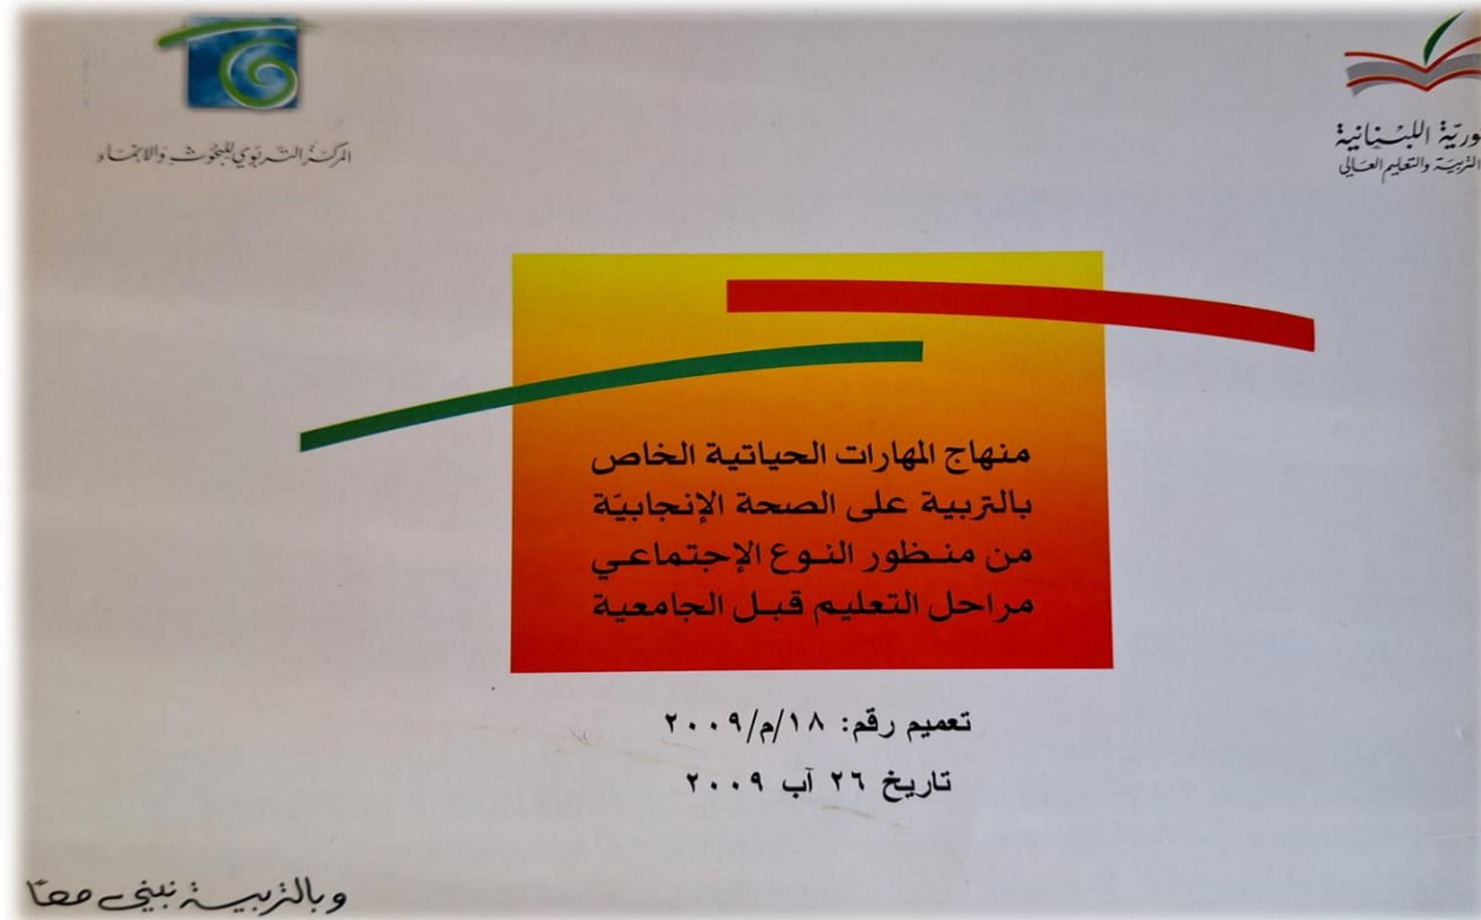 المركز التربوي للبحوث والانماء
ورية اللبنانية
التربية والتعليم العالي
منهاج المهارات الحياتية الخاص
بالتربية على الصحة الإنجابيّة
من منظور النوع الإجتماعي
مراحل التعليم قبل الجامعية
تعميم رقم: ١٨/م/٢٠٠٩
تاريخ ٢٦ آب ٢٠٠٩
وبالتربية نبني معًا